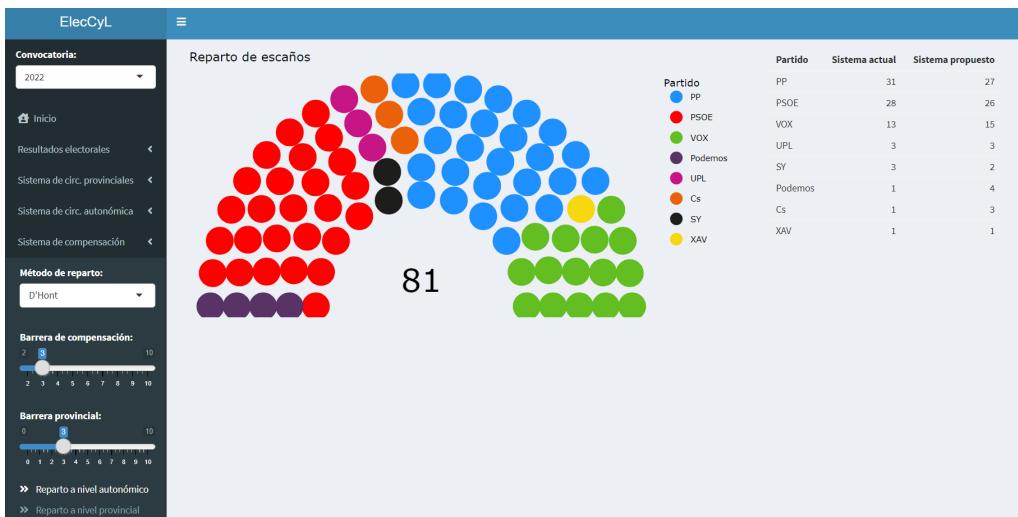 ElecCyL
Convocatoria:
2022
Inicio
Resultados electorales
Sistema de circ. provinciales
Sistema de circ. autonómica
Sistema de compensación
Método de reparto:
D'Hont
Barrera de compensación:
2 3 10
2 3 4 5 6 7 8 9 10
Barrera provincial:
0 3 10
0 1 2 3 4 5 6 7 8 9 10
Reparto a nivel autonómico
Reparto a nivel provincial
Reparto de escaños
81
Partido
PP
PSOE
VOX
Podemos
UPL
Cs
SY
XAV
Partido Sistema actual Sistema propuesto
PP 31 27
PSOE 28 26
VOX 13 15
UPL 3 3
SY 3 2
Podemos 1 4
Cs 1 3
XAV 1 1